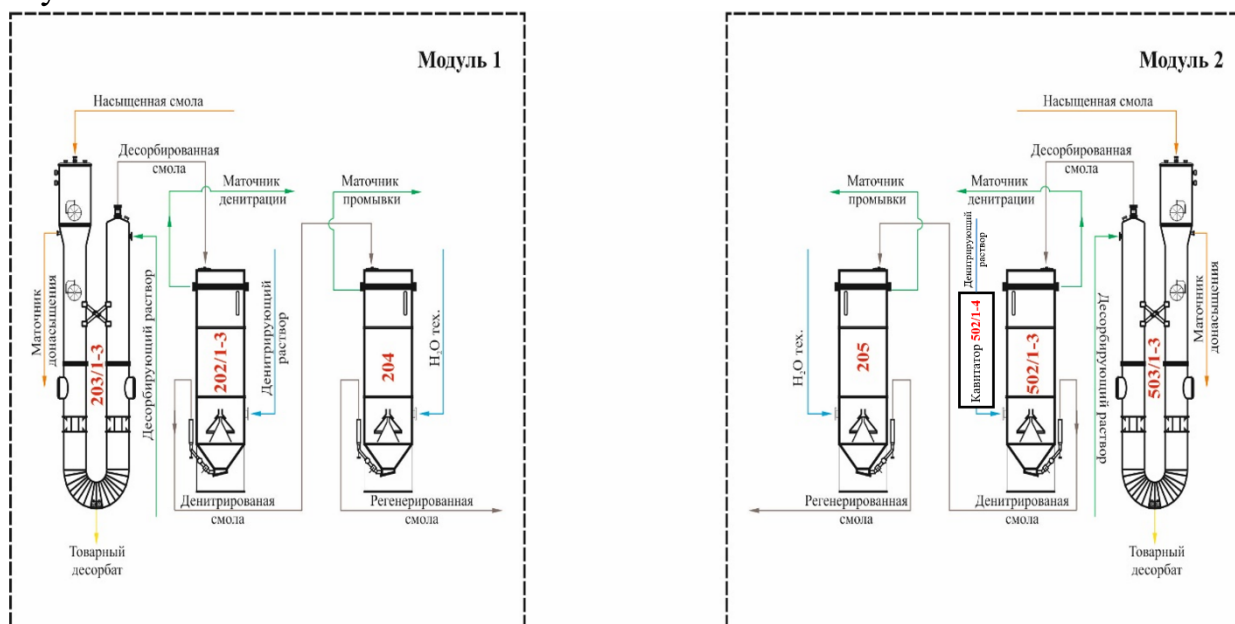 Модуль 1
Насыщенная смола
Десорбированная
смола
Маточник
денитрации
Маточник
промывки
Маточник
донасыщения
203/1-3
Десорбирующий раствор
202/1-3
Денитрирующий
раствор
204
H₂O тех.
Денитрированая
смола
Регенерированная
смола
Товарный
десорбат
Модуль 2
Насыщенная смола
Десорбированная
смола
Маточник
промывки
Маточник
денитрации
Денитрирующий
раствор
H₂O тех.
205
Кавитатор 502/1-4
502/1-3
Десорбирующий раствор
503/1-3
Маточник
донасыщения
Регенерированная
смола
Денитрированая
смола
Товарный
десорбат